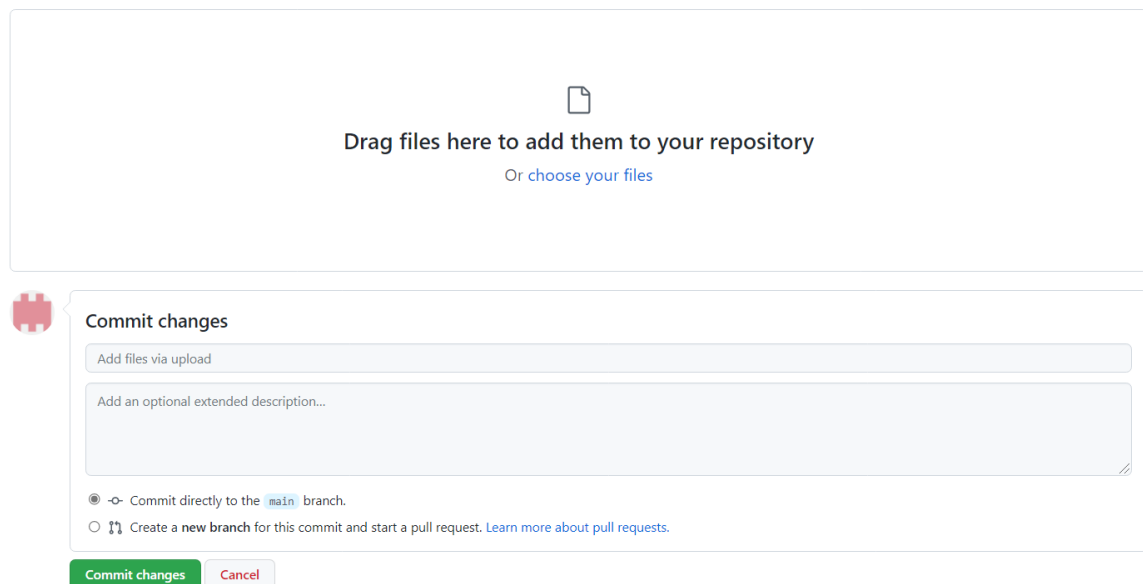 Drag files here to add them to your repository
Or choose your files
Commit changes
Add files via upload
Add an optional extended description...
Commit directly to the main branch.
Create a new branch for this commit and start a pull request. Learn more about pull requests.
Commit changes
Cancel